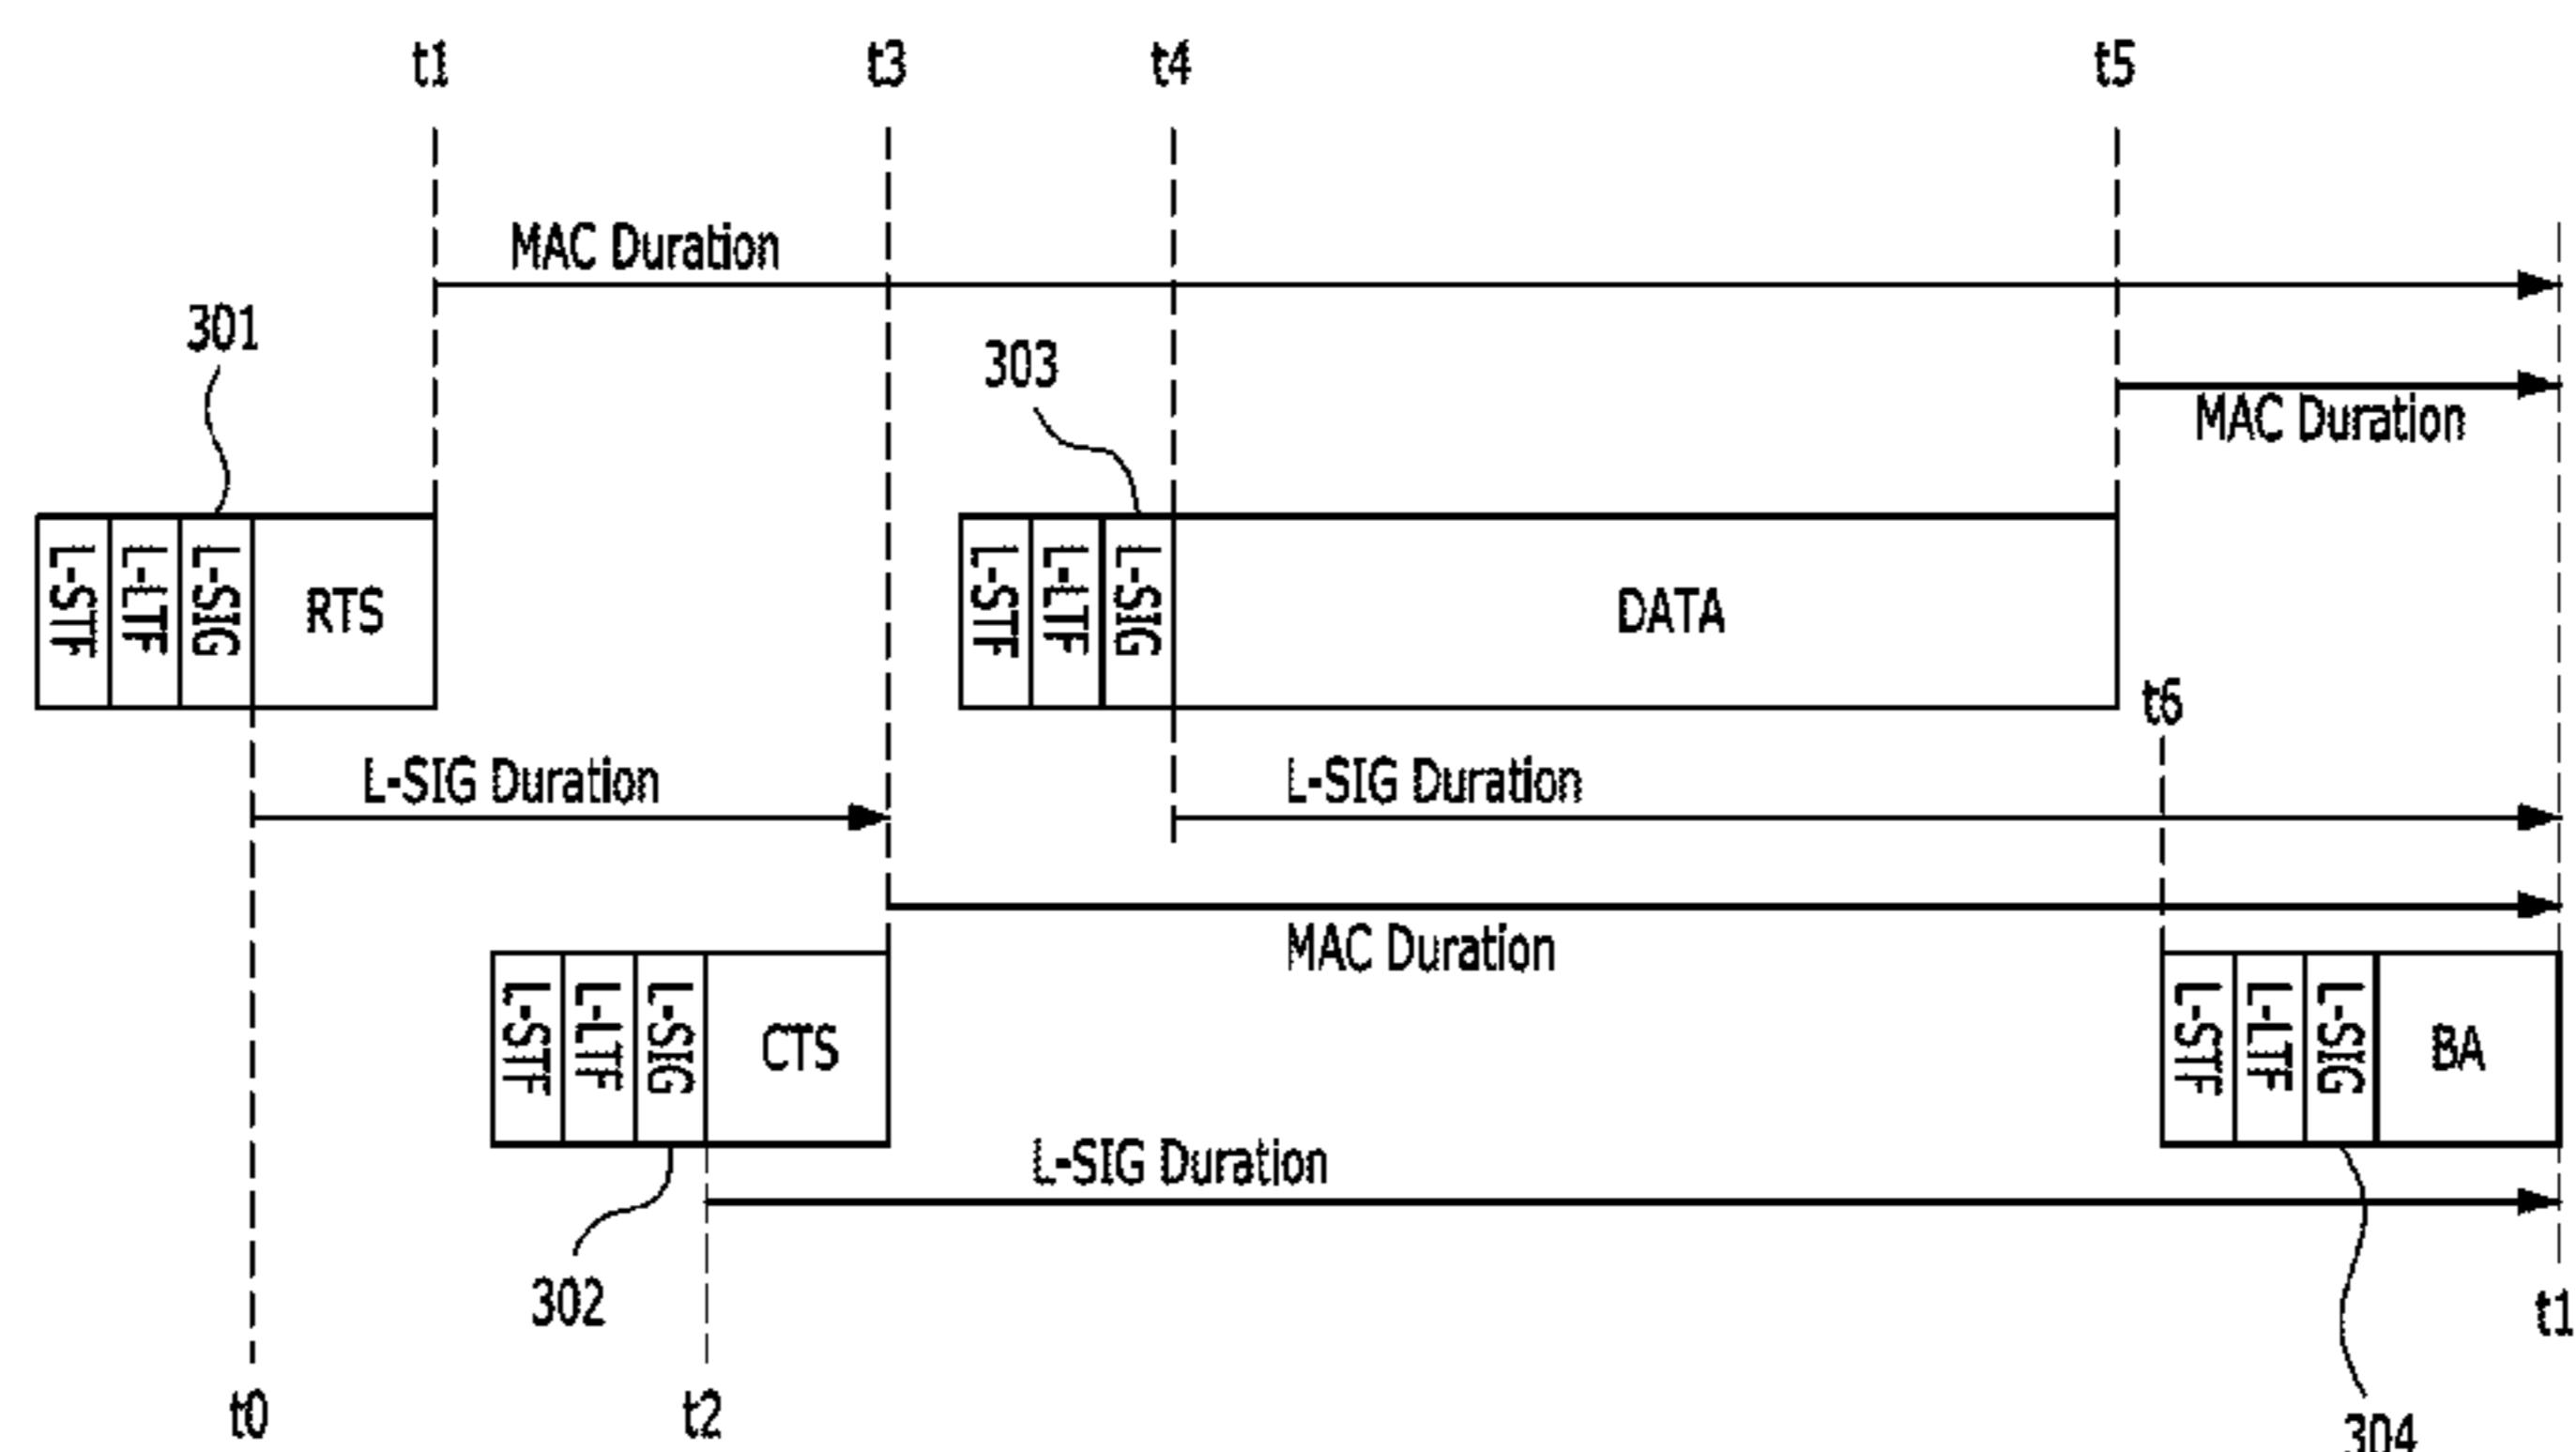 t1 t3 t4 t5
MAC Duration
301
303
MAC Duration
L-STF L-LTF L-SIG RTS
L-STF L-LTF L-SIG DATA
t6
L-SIG Duration L-SIG Duration
MAC Duration
L-STF L-LTF L-SIG CTS
L-STF L-LTF L-SIG BA
L-SIG Duration
302
t1
t0 t2
304